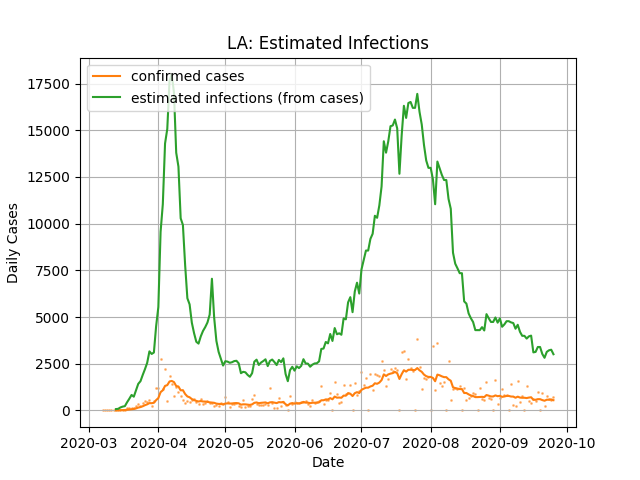 LA: Estimated Infections
confirmed cases
estimated infections (from cases)
17500
15000
12500
10000
7500
5000
2500
0
Daily Cases
2020-03 2020-04 2020-05 2020-06 2020-07 2020-08 2020-09 2020-10
Date